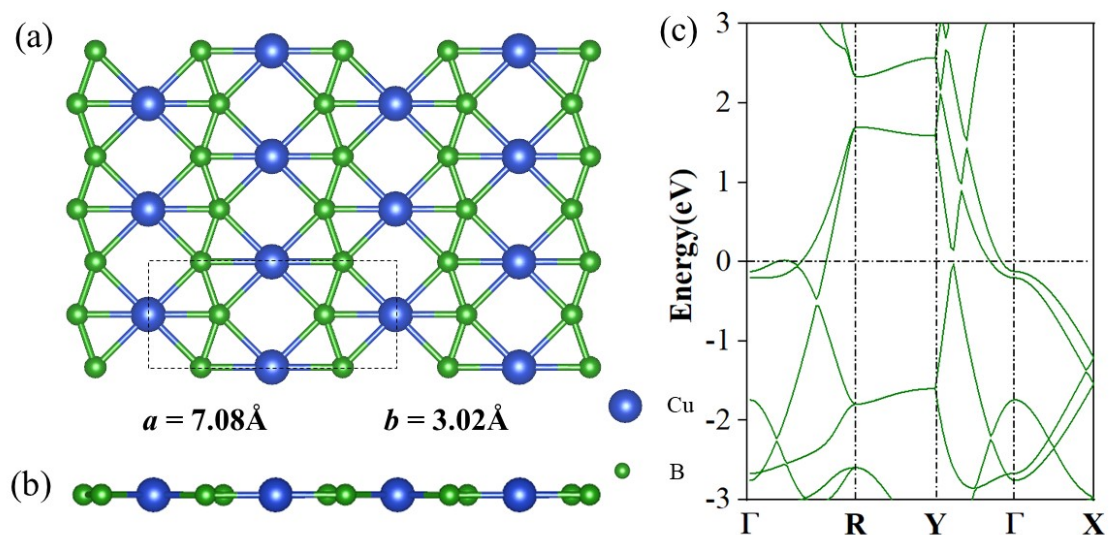 (a)
a = 7.08Å
b = 3.02Å
Cu
B
(b)
(c)
Energy(eV)
3
2
1
0
-1
-2
-3
Γ
R
Y
Γ
X